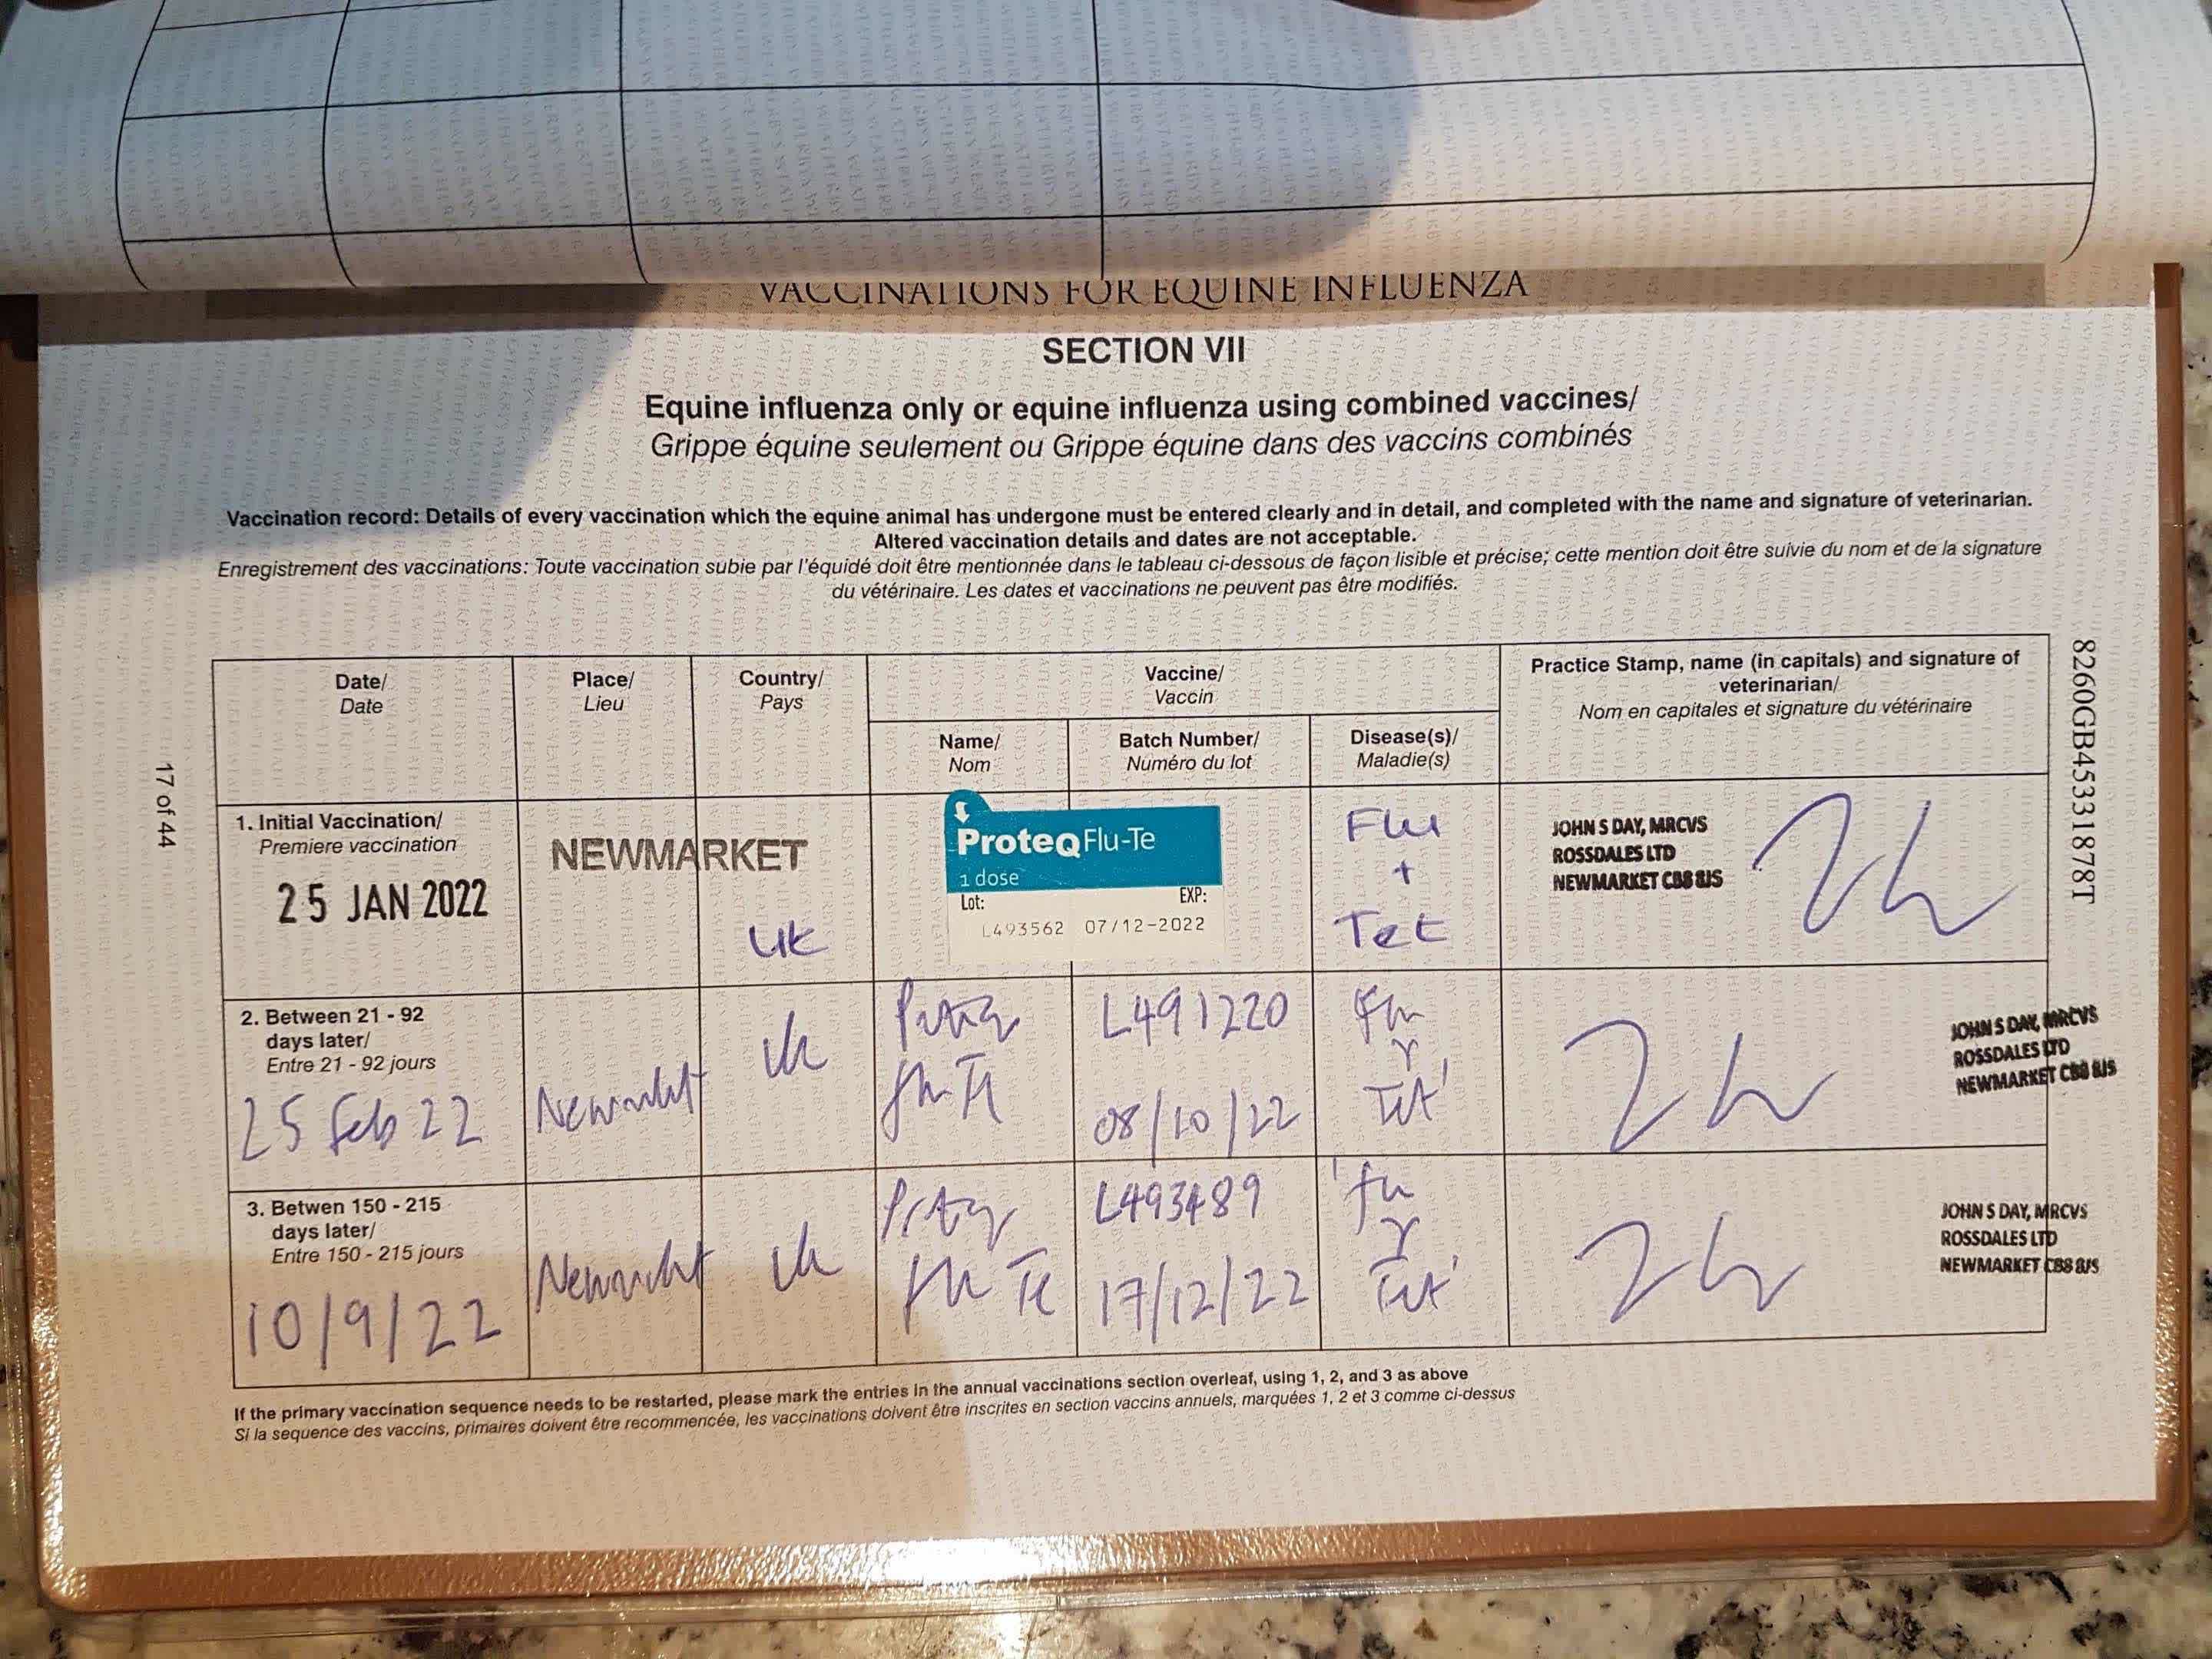 VACCINATIONS FOR EQUINE INFLUENZA
SECTION VII
Equine influenza only or equine influenza using combined vaccines/
Grippe équine seulement ou Grippe équine dans des vaccins combinés
Vaccination record: Details of every vaccination which the equine animal has undergone must be entered clearly and in detail, and completed with the name and signature of veterinarian.
Altered vaccination details and dates are not acceptable.
Enregistrement des vaccinations: Toute vaccination subie par l'équidé doit être mentionnée dans le tableau ci-dessous de façon lisible et précise; cette mention doit être suivie du nom et de la signature
du vétérinaire. Les dates et vaccinations ne peuvent pas être modifiés.
Date/
Date
Place/
Lieu
Country/
Pays
Vaccine/
Vaccin
Name/
Nom
Batch Number/
Numéro du lot
Disease(s)/
Maladie(s)
Practice Stamp, name (in capitals) and signature of
veterinarian/
Nom en capitales et signature du vétérinaire
1. Initial Vaccination/
Premiere vaccination
25 JAN 2022
NEWMARKET
UK
ProteqFlu-Te
1 dose
Lot:
EXP:
L493562 07/12-2022
Flu
+
Tet
JOHN S DAY, MRCVS
ROSSDALES LTD
NEWMARKET CB8 8JS
2. Between 21 - 92
days later/
Entre 21 - 92 jours
25 Feb 22
Newmarket
Uk
Proteq
Flu Te
L491220
08/10/22
Flu
Tet
JOHN S DAY, MRCVS
ROSSDALES LTD
NEWMARKET CB8 8JS
3. Betwen 150 - 215
days later/
Entre 150 - 215 jours
10/9/22
Newmarket
Uk
Proteq
Flu Te
L493489
17/12/22
Flu
Tet
JOHN S DAY, MRCVS
ROSSDALES LTD
NEWMARKET CB8 8JS
If the primary vaccination sequence needs to be restarted, please mark the entries in the annual vaccinations section overleaf, using 1, 2, and 3 as above
Si la sequence des vaccins, primaires doivent être recommencée, les vaccinations doivent être inscrites en section vaccins annuels, marquées 1, 2 et 3 comme ci-dessus
17 of 44
8260GB45331878T